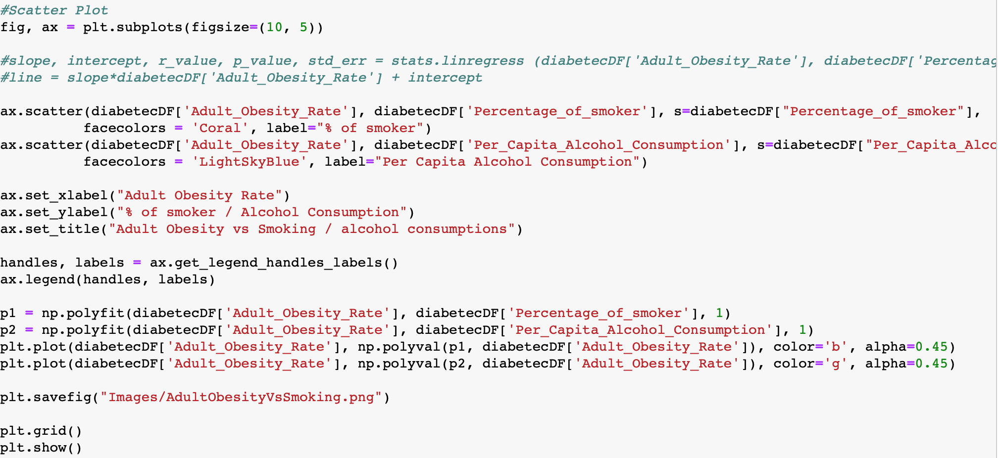 #Scatter Plot
fig, ax = plt.subplots(figsize=(10, 5))
#slope, intercept, r_value, p_value, std_err = stats.linregress (diabetecDF['Adult_Obesity_Rate'], diabetecDF['Percentag
#line = slope*diabetecDF['Adult_Obesity_Rate'] + intercept
ax.scatter(diabetecDF['Adult_Obesity_Rate'], diabetecDF['Percentage_of_smoker'], s=diabetecDF["Percentage_of_smoker"],
          facecolors = 'Coral', label="% of smoker")
ax.scatter(diabetecDF['Adult_Obesity_Rate'], diabetecDF['Per_Capita_Alcohol_Consumption'], s=diabetecDF["Per_Capita_Alco
          facecolors = 'LightSkyBlue', label="Per Capita Alcohol Consumption")
ax.set_xlabel("Adult Obesity Rate")
ax.set_ylabel("% of smoker / Alcohol Consumption")
ax.set_title("Adult Obesity vs Smoking / alcohol consumptions")
handles, labels = ax.get_legend_handles_labels()
ax.legend(handles, labels)
p1 = np.polyfit(diabetecDF['Adult_Obesity_Rate'], diabetecDF['Percentage_of_smoker'], 1)
p2 = np.polyfit(diabetecDF['Adult_Obesity_Rate'], diabetecDF['Per_Capita_Alcohol_Consumption'], 1)
plt.plot(diabetecDF['Adult_Obesity_Rate'], np.polyval(p1, diabetecDF['Adult_Obesity_Rate']), color='b', alpha=0.45)
plt.plot(diabetecDF['Adult_Obesity_Rate'], np.polyval(p2, diabetecDF['Adult_Obesity_Rate']), color='g', alpha=0.45)
plt.savefig("Images/AdultObesityVsSmoking.png")
plt.grid()
plt.show()